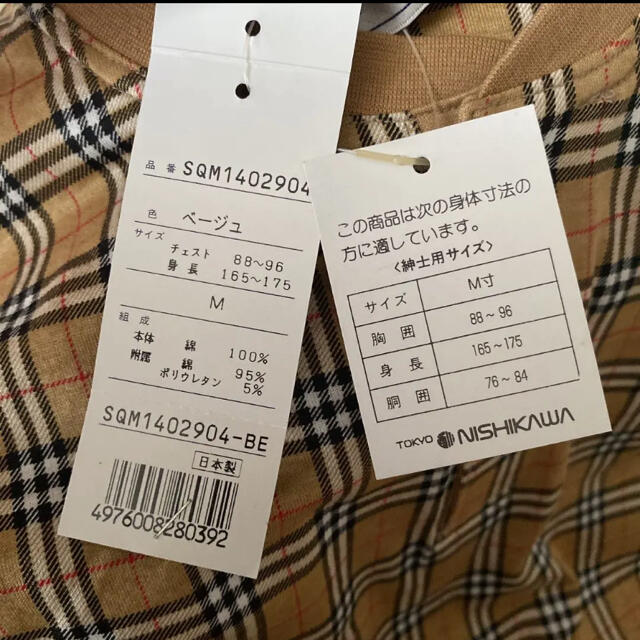 品番 SQM1402904
色 ベージュ
サイズ チェスト 88~96
身長 165~175
M
組成
本体 綿 100%
附属 綿 95%
ポリウレタン 5%
SQM1402904-BE
日本製
4976008280392
この商品は次の身体寸法の
方に適しています。
〈紳士用サイズ〉
サイズ M寸
胸囲 88~96
身長 165~175
胴囲 76~84
TOKYO NISHIKAWA